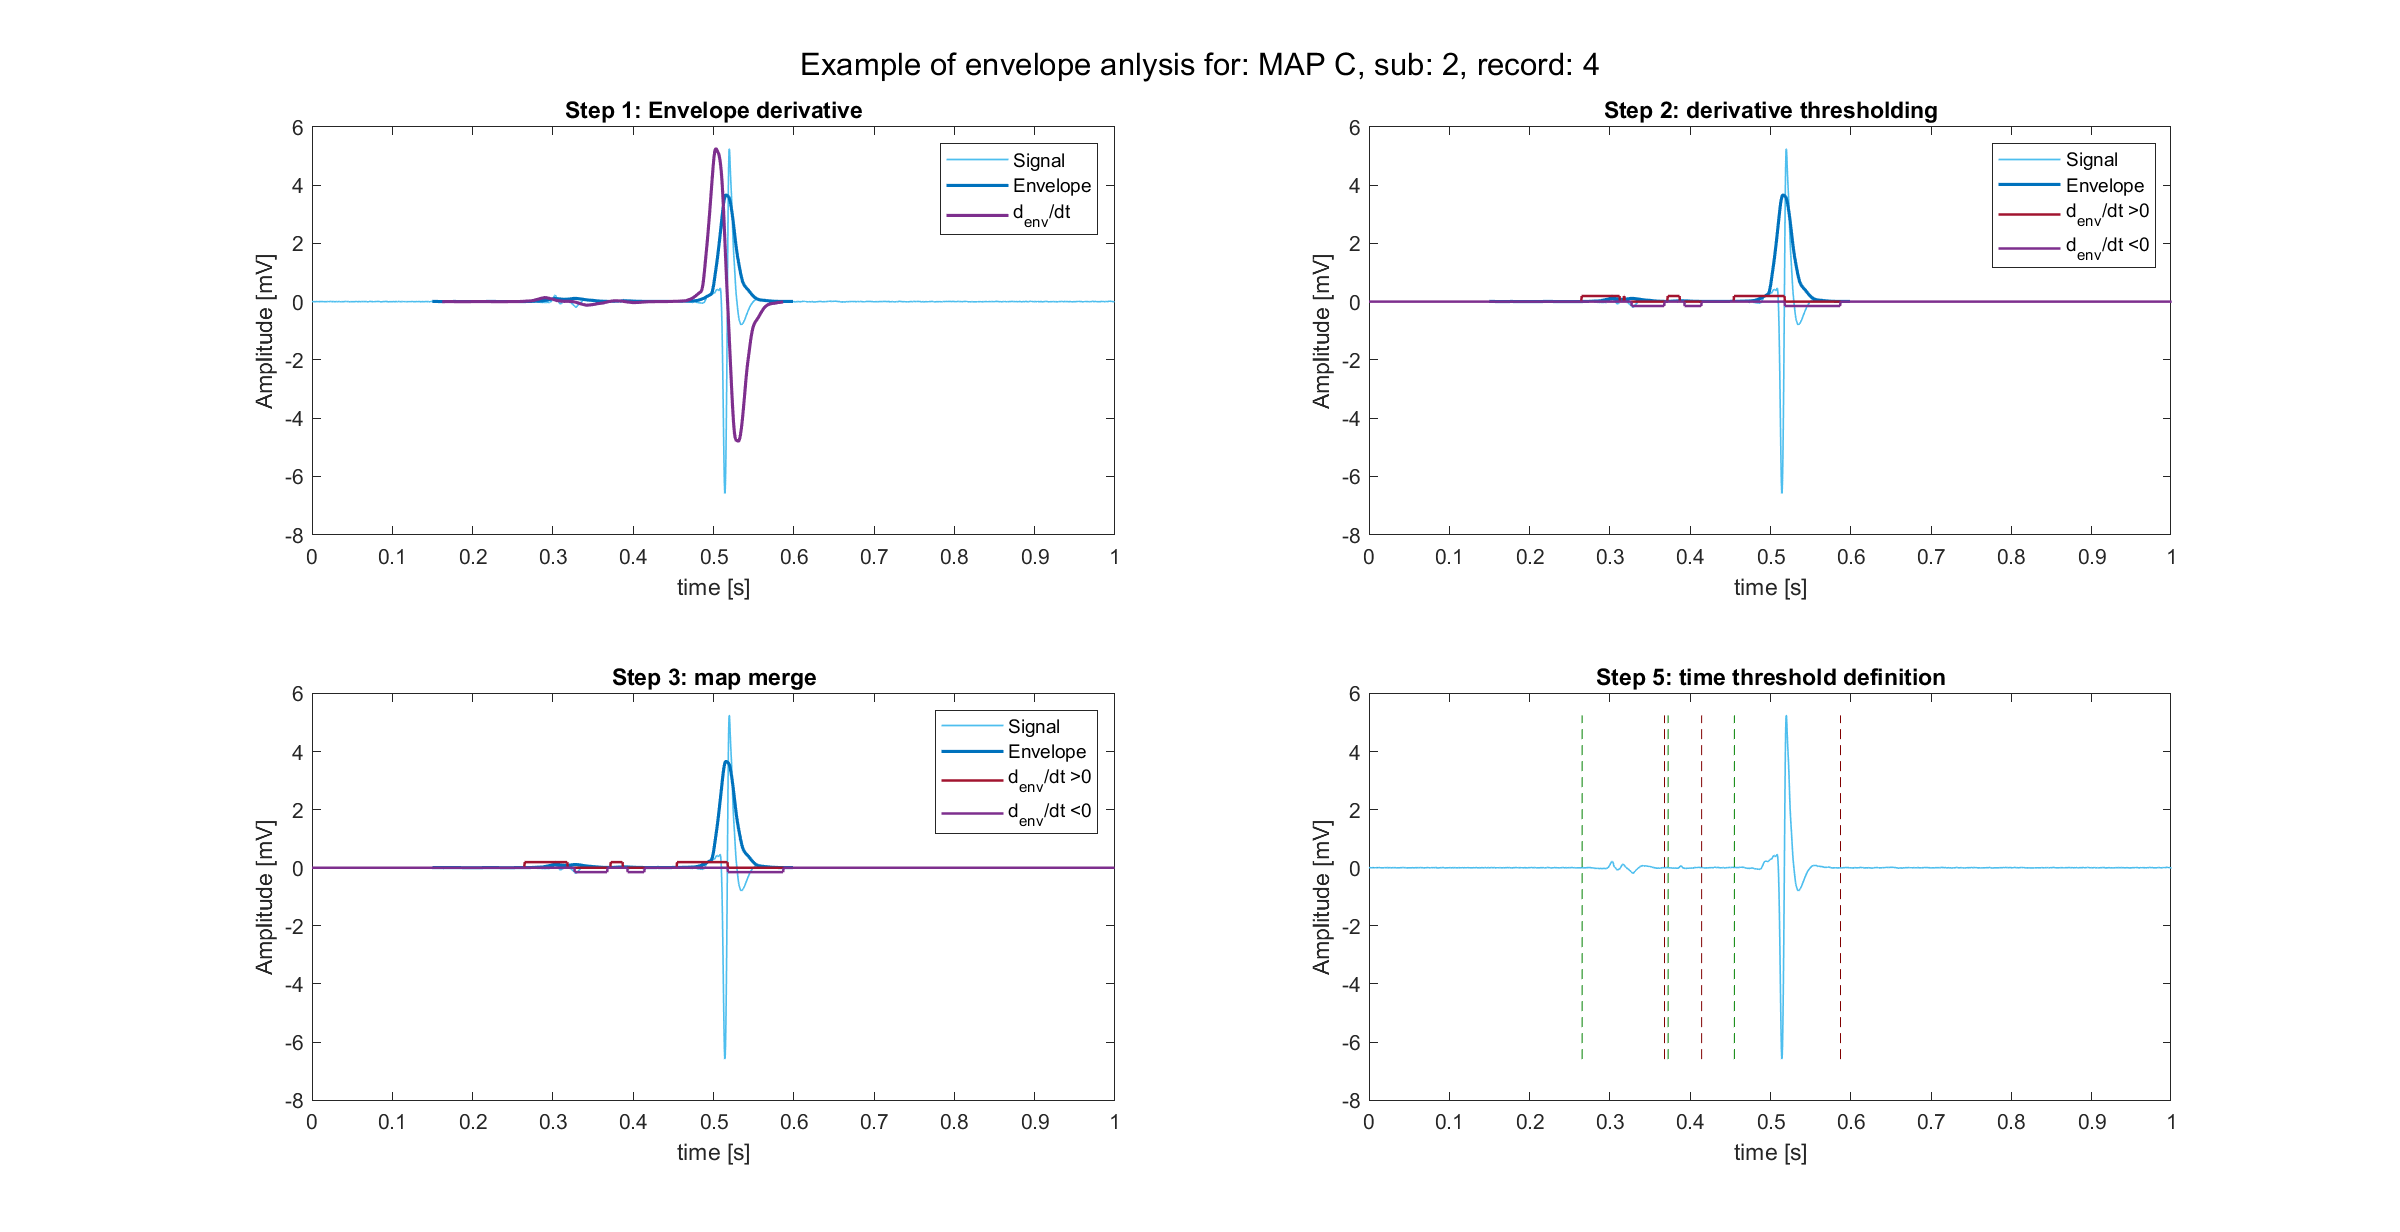 Example of envelope anlysis for: MAP C, sub: 2, record: 4
Step 1: Envelope derivative
6
4
2
0
-2
-4
-6
-8
Amplitude [mV]
0 0.1 0.2 0.3 0.4 0.5 0.6 0.7 0.8 0.9 1
time [s]
Signal
Envelope
d_env/dt
Step 2: derivative thresholding
6
4
2
0
-2
-4
-6
-8
Amplitude [mV]
0 0.1 0.2 0.3 0.4 0.5 0.6 0.7 0.8 0.9 1
time [s]
Signal
Envelope
d_env/dt >0
d_env/dt <0
Step 3: map merge
6
4
2
0
-2
-4
-6
-8
Amplitude [mV]
0 0.1 0.2 0.3 0.4 0.5 0.6 0.7 0.8 0.9 1
time [s]
Signal
Envelope
d_env/dt >0
d_env/dt <0
Step 5: time threshold definition
6
4
2
0
-2
-4
-6
-8
Amplitude [mV]
0 0.1 0.2 0.3 0.4 0.5 0.6 0.7 0.8 0.9 1
time [s]